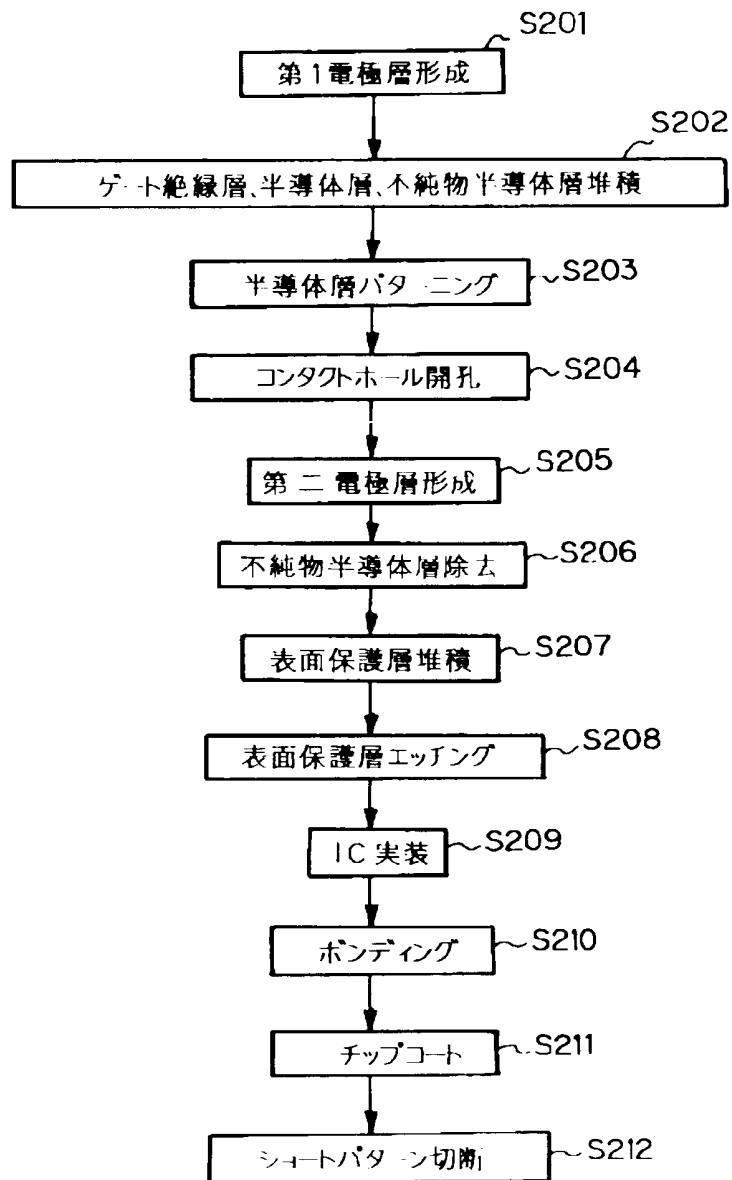 S201
第1電極層形成
S202
ゲート絶縁層、半導体層、不純物半導体層堆積
半導体層パターニング
S203
コンタクトホール開孔
S204
第二電極層形成
S205
不純物半導体層除去
S206
表面保護層堆積
S207
表面保護層エッチング
S208
IC実装
S209
ボンディング
S210
チップコート
S211
ショートパターン切断
S212